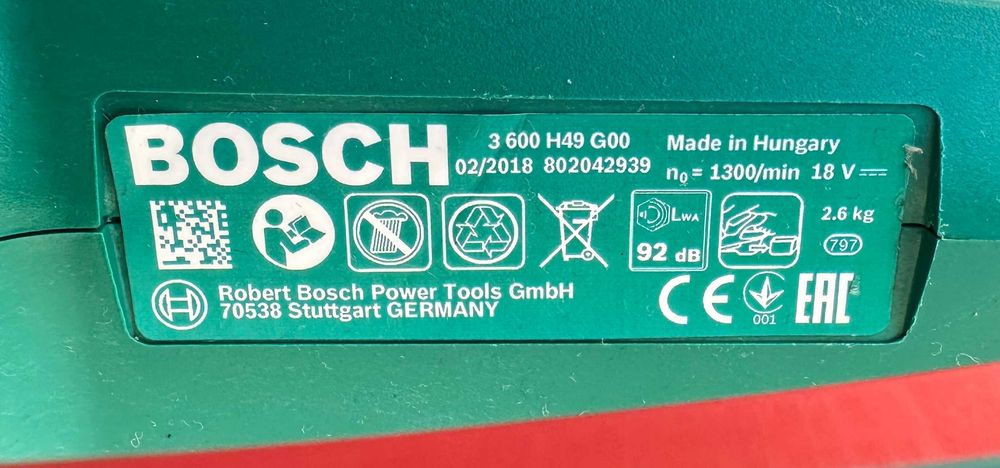 BOSCH
3 600 H49 G00
02/2018 802042939
Made in Hungary
n₀ = 1300/min 18 V
LWA
92 dB
2.6 kg
797
Robert Bosch Power Tools GmbH
70538 Stuttgart GERMANY
CE
001
EAC